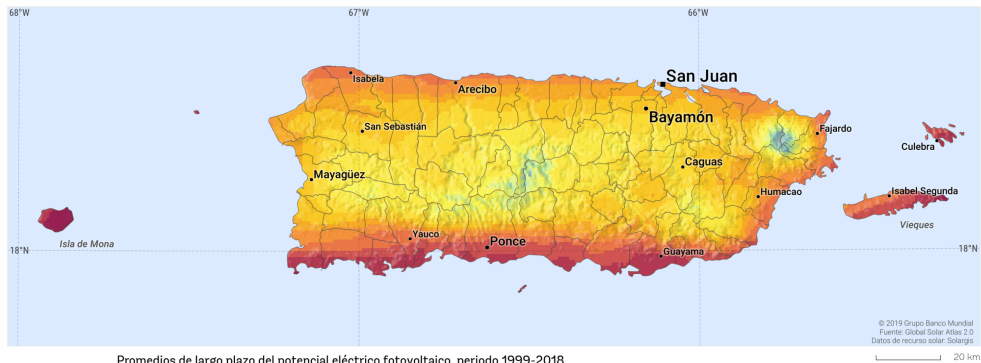 68°W
67°W
66°W
Isabela
Arecibo
San Juan
Bayamón
San Sebastián
Fajardo
Culebra
Caguas
Mayagüez
Humacao
Isabel Segunda
Vieques
Yauco
Ponce
Guayama
Isla de Mona
18°N
18°N
© 2019 Grupo Banco Mundial
Fuente: Global Solar Atlas 2.0
Datos de recurso solar: Solargis
Promedios de largo plazo del potencial eléctrico fotovoltaico, periodo 1999-2018
20 km